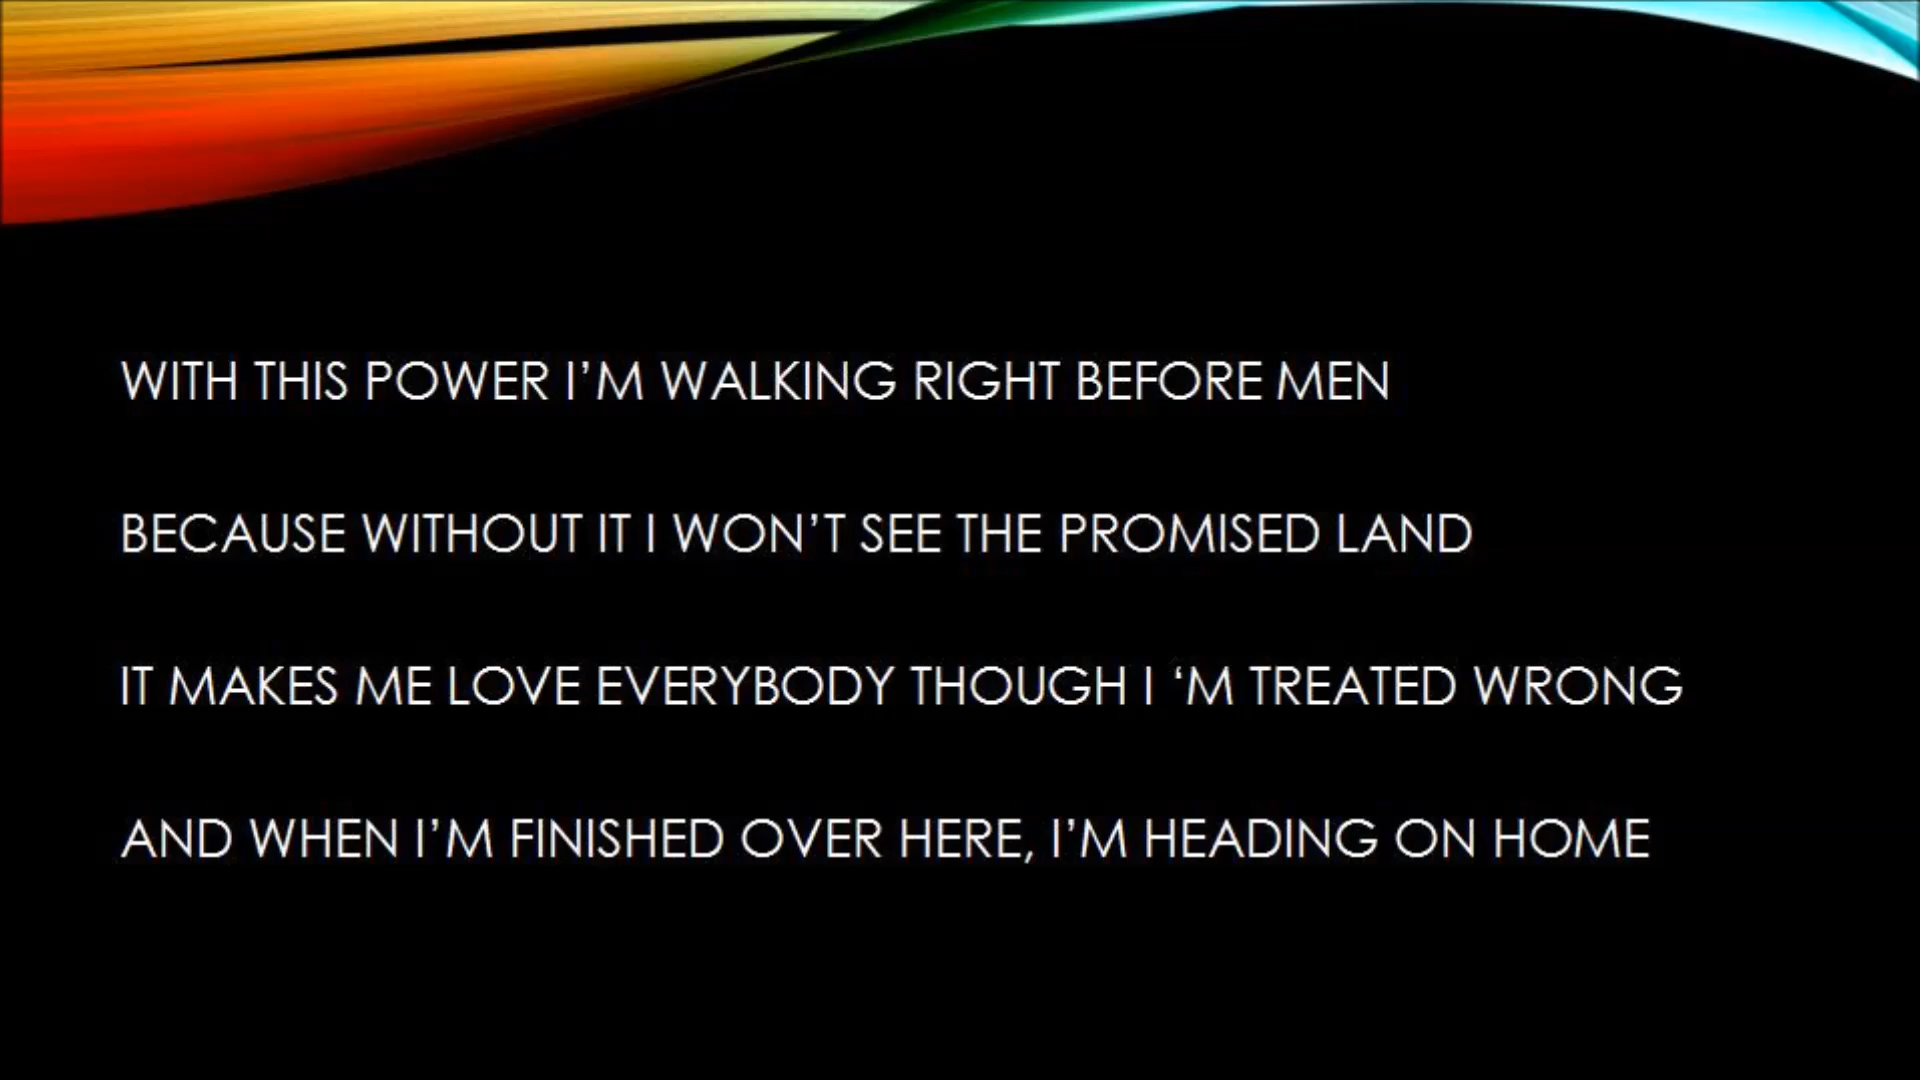 WITH THIS POWER I’M WALKING RIGHT BEFORE MEN
BECAUSE WITHOUT IT I WON’T SEE THE PROMISED LAND
IT MAKES ME LOVE EVERYBODY THOUGH I ‘M TREATED WRONG
AND WHEN I’M FINISHED OVER HERE, I’M HEADING ON HOME